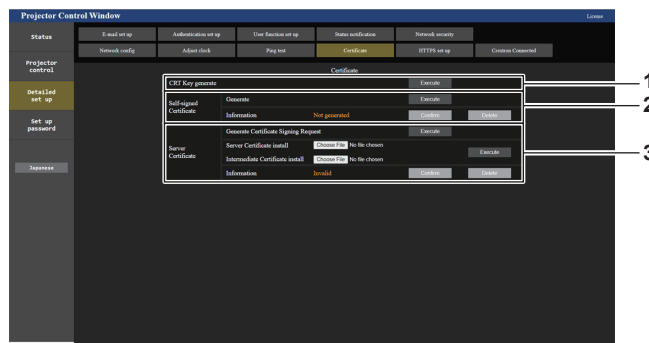 Projector Control Window
License
Status
Projector
control
Detailed
set up
Set up
password
Japanese
E-mail set up
Authentication set up
User function set up
Status notification
Network security
Network config
Adjust clock
Ping test
Certificate
HTTPS set up
Crestron Connected
Certificate
CRT Key generate
Execute
1
Self-signed
Certificate
Generate
Execute
2
Information
Not generated
Confirm
Delete
Server
Certificate
Generate Certificate Signing Request
Execute
Server Certificate install
Choose File No file chosen
Intermediate Certificate install
Choose File No file chosen
Execute
3
Information
Invalid
Confirm
Delete